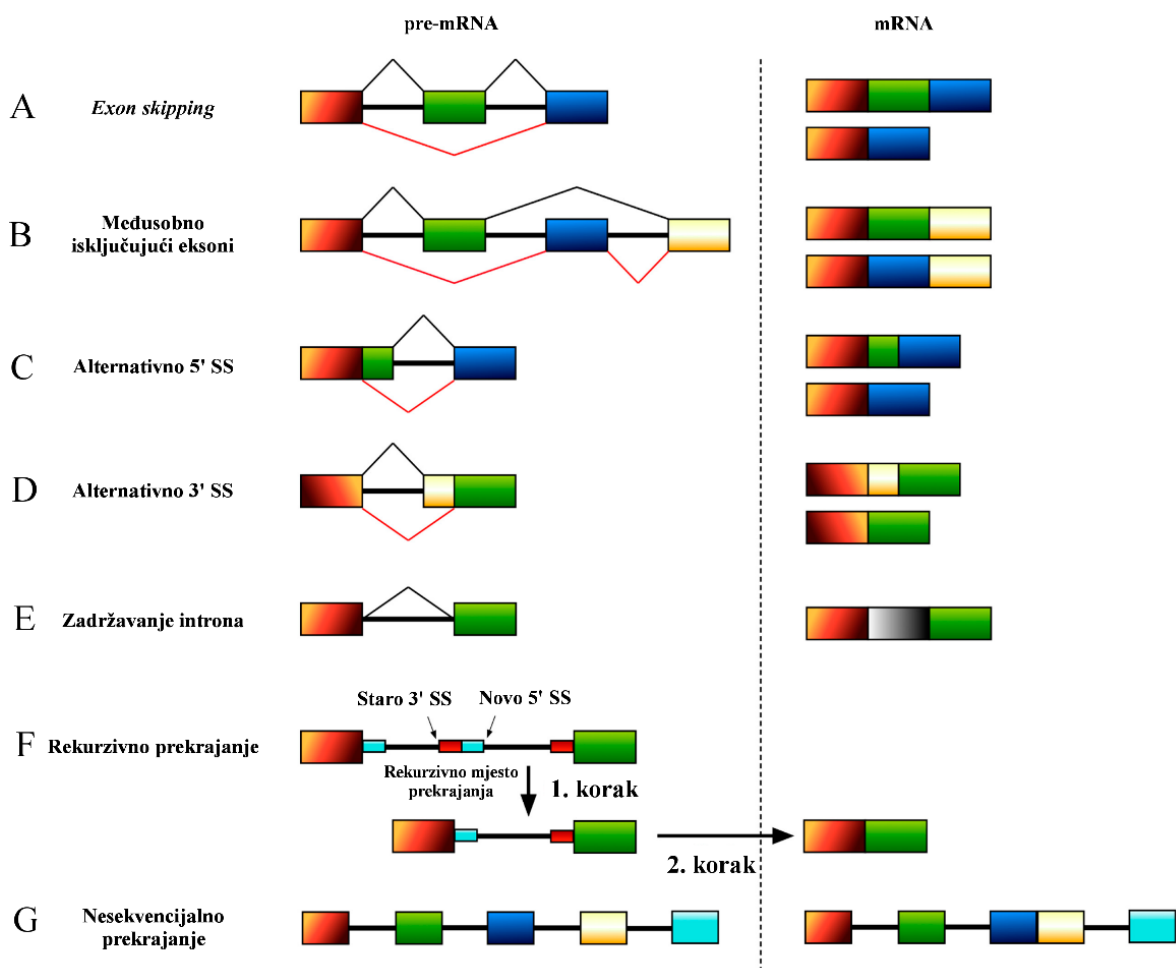 pre-mRNA
mRNA
A
Exon skipping
B
Međusobno
isključujući eksoni
C
Alternativno 5' SS
D
Alternativno 3' SS
E
Zadržavanje introna
F
Rekurzivno prekrajanje
Staro 3' SS
Novo 5' SS
Rekurzivno mjesto
prekrajanja
1. korak
2. korak
G
Nesekvencijalno
prekrajanje